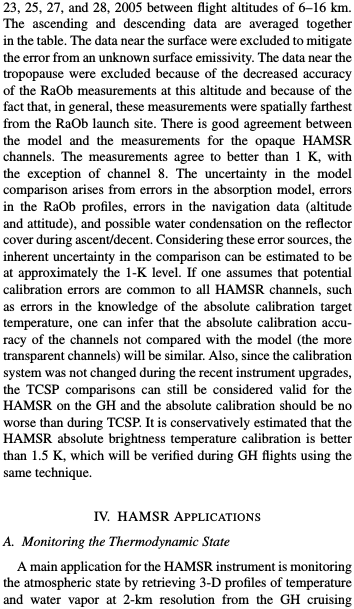 23, 25, 27, and 28, 2005 between flight altitudes of 6–16 km.
The ascending and descending data are averaged together
in the table. The data near the surface were excluded to mitigate
the error from an unknown surface emissivity. The data near the
tropopause were excluded because of the decreased accuracy
of the RaOb measurements at this altitude and because of the
fact that, in general, these measurements were spatially farthest
from the RaOb launch site. There is good agreement between
the model and the measurements for the opaque HAMSR
channels. The measurements agree to better than 1 K, with
the exception of channel 8. The uncertainty in the model
comparison arises from errors in the absorption model, errors
in the RaOb profiles, errors in the navigation data (altitude
and attitude), and possible water condensation on the reflector
cover during ascent/decent. Considering these error sources, the
inherent uncertainty in the comparison can be estimated to be
at approximately the 1-K level. If one assumes that potential
calibration errors are common to all HAMSR channels, such
as errors in the knowledge of the absolute calibration target
temperature, one can infer that the absolute calibration accu-
racy of the channels not compared with the model (the more
transparent channels) will be similar. Also, since the calibration
system was not changed during the recent instrument upgrades,
the TCSP comparisons can still be considered valid for the
HAMSR on the GH and the absolute calibration should be no
worse than during TCSP. It is conservatively estimated that the
HAMSR absolute brightness temperature calibration is better
than 1.5 K, which will be verified during GH flights using the
same technique.
IV. HAMSR APPLICATIONS
A. Monitoring the Thermodynamic State
A main application for the HAMSR instrument is monitoring
the atmospheric state by retrieving 3-D profiles of temperature
and water vapor at 2-km resolution from the GH cruising